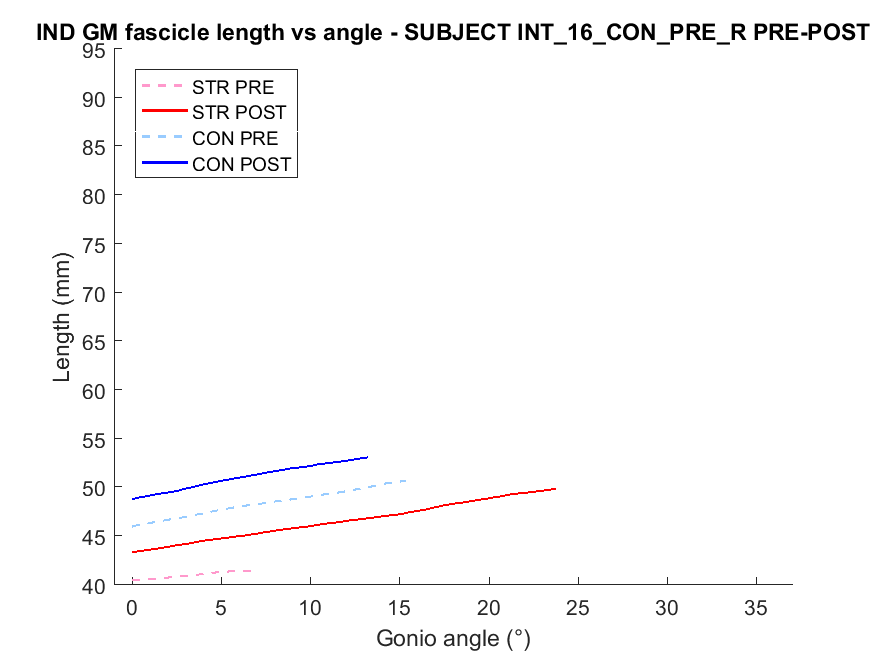 IND GM fascicle length vs angle - SUBJECT INT_16_CON_PRE_R PRE-POST
95
90
85
80
75
70
65
60
55
50
45
40
Length (mm)
STR PRE
STR POST
CON PRE
CON POST
0 5 10 15 20 25 30 35
Gonio angle (°)